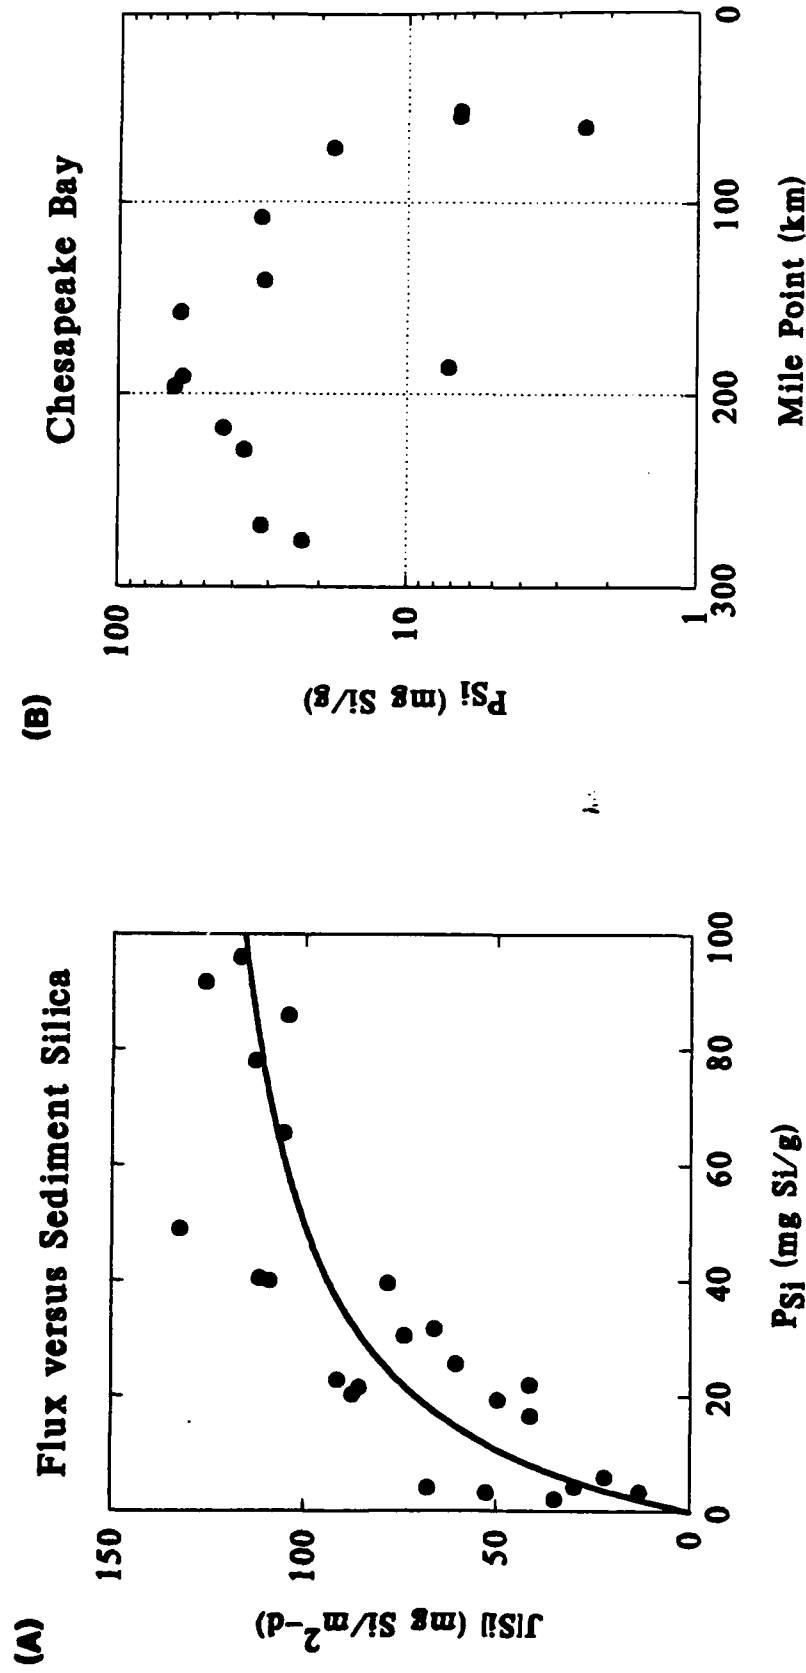 (A)
Flux versus Sediment Silica
150
100
50
0
J[Si] (mg Si/m²-d)
0
20
40
60
80
100
PSi (mg Si/g)
(B)
Chesapeake Bay
100
10
1
PSi (mg Si/g)
300
200
100
0
Mile Point (km)